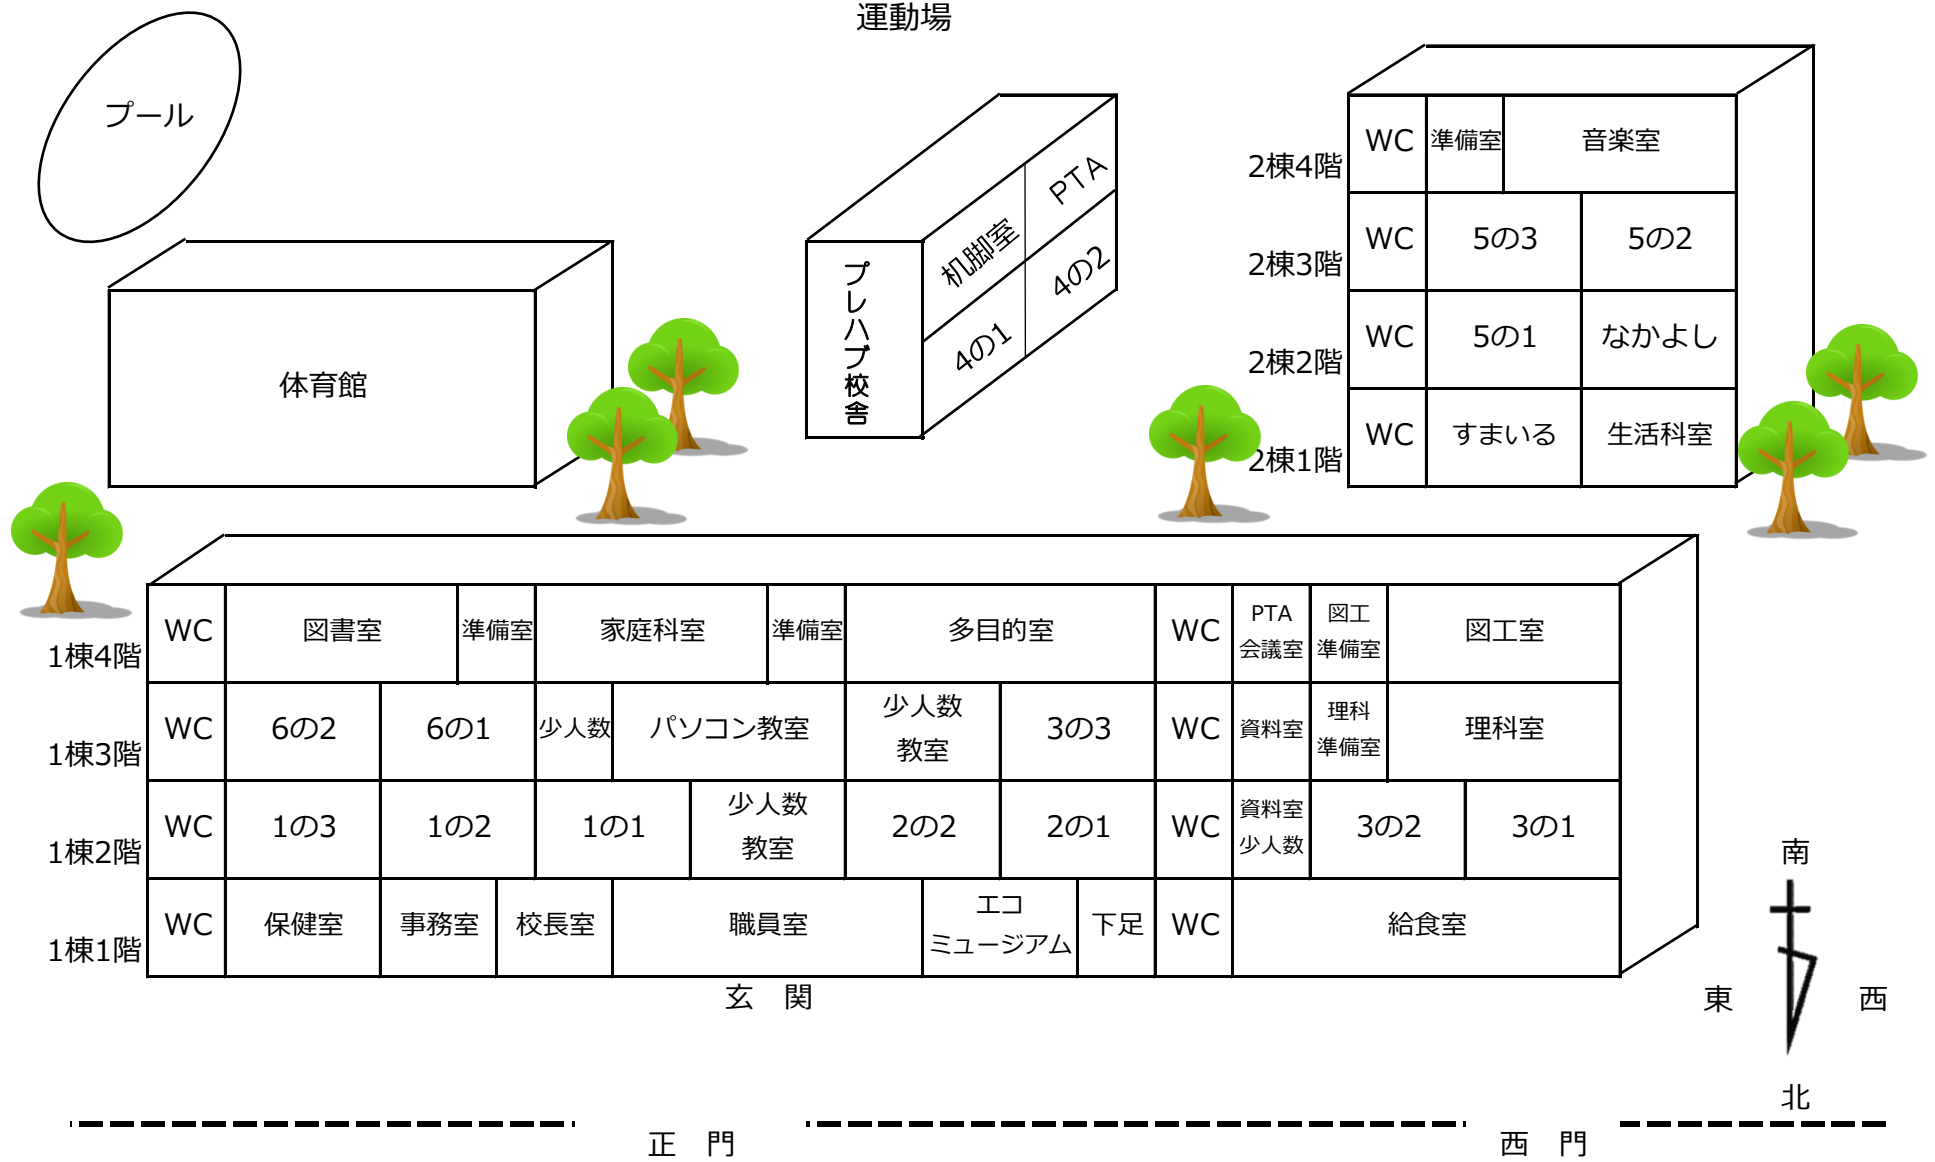 運動場
プール
体育館
プレハブ校舎
机脚室
PTA
4の1
4の2
2棟4階
WC
準備室
音楽室
2棟3階
WC
5の3
5の2
2棟2階
WC
5の1
なかよし
2棟1階
WC
すまいる
生活科室
1棟4階
WC
図書室
準備室
家庭科室
準備室
多目的室
WC
PTA
会議室
図工
準備室
図工室
1棟3階
WC
6の2
6の1
少人数
パソコン教室
少人数
教室
3の3
WC
資料室
理科
準備室
理科室
1棟2階
WC
1の3
1の2
1の1
少人数
教室
2の2
2の1
WC
資料室
少人数
3の2
3の1
1棟1階
WC
保健室
事務室
校長室
職員室
エコ
ミュージアム
下足
WC
給食室
玄　関
南
東
西
北
正　門
西　門